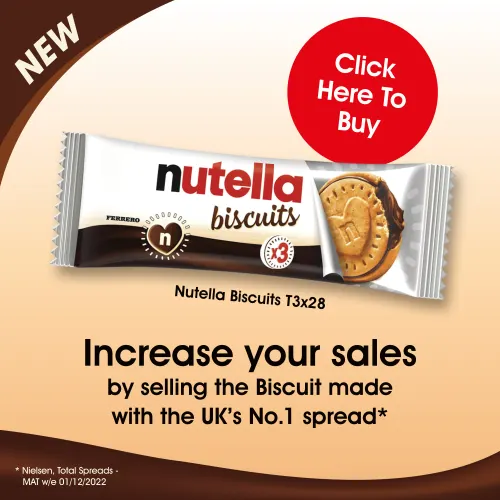 NEW
Click
Here To
Buy
nutella
biscuits
FERRERO
n
x3
n
Nutella Biscuits T3x28
Increase your sales
by selling the Biscuit made
with the UK's No.1 spread*
* Nielsen, Total Spreads -
MAT w/e 01/12/2022